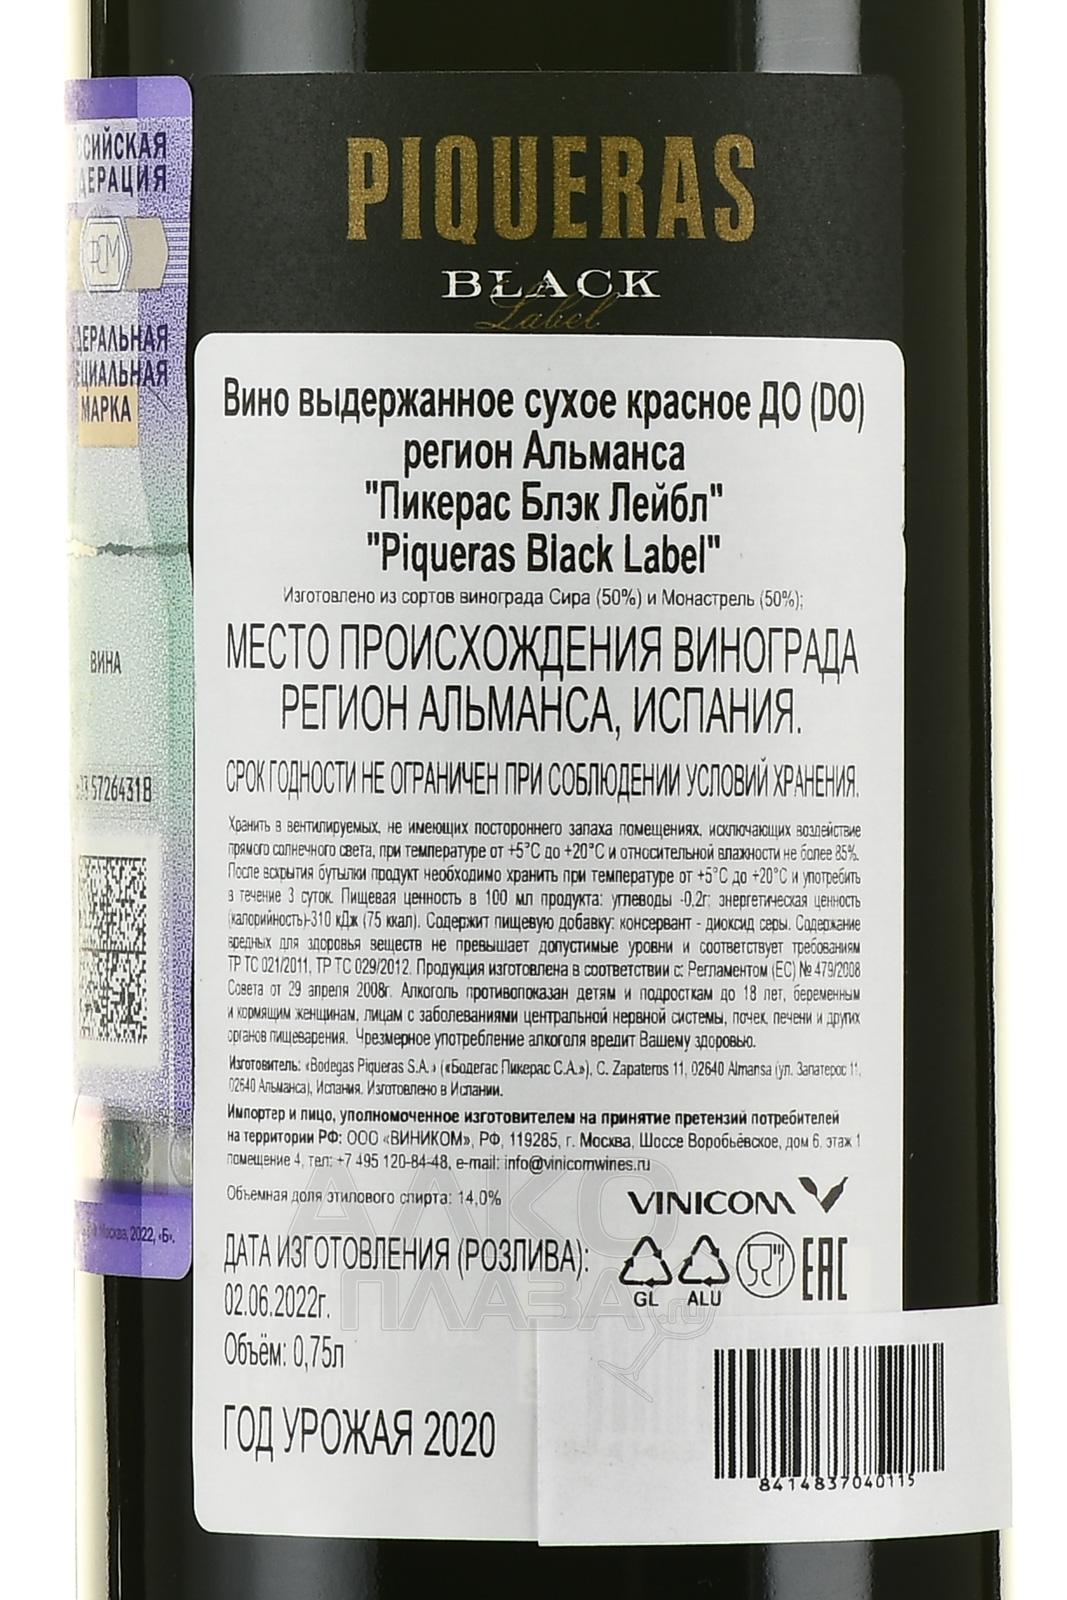 PIQUERAS
BLACK
Label
Вино выдержанное сухое красное ДО (DO)
регион Альманса
"Пикерас Блэк Лейбл"
"Piqueras Black Label"
Изготовлено из сортов винограда Сира (50%) и Монастрель (50%);
МЕСТО ПРОИСХОЖДЕНИЯ ВИНОГРАДА
РЕГИОН АЛЬМАНСА, ИСПАНИЯ.
СРОК ГОДНОСТИ НЕ ОГРАНИЧЕН ПРИ СОБЛЮДЕНИИ УСЛОВИЙ ХРАНЕНИЯ.
Хранить в вентилируемых, не имеющих постороннего запаха помещениях, исключающих воздействие
прямого солнечного света, при температуре от +5°С до +20°С и относительной влажности не более 85%.
После вскрытия бутылки продукт необходимо хранить при температуре от +5°С до +20°С и употребить
в течение 3 суток. Пищевая ценность в 100 мл продукта: углеводы -0,2г; энергетическая ценность
(калорийность)-310 кДж (75 ккал). Содержит пищевую добавку: консервант - диоксид серы. Содержание
вредных для здоровья веществ не превышает допустимые уровни и соответствует требованиям
ТР ТС 021/2011, ТР ТС 029/2012. Продукция изготовлена в соответствии с: Регламентом (ЕС) № 479/2008
Совета от 29 апреля 2008г. Алкоголь противопоказан детям и подросткам до 18 лет, беременным
и кормящим женщинам, лицам с заболеваниями центральной нервной системы, почек, печени и других
органов пищеварения. Чрезмерное употребление алкоголя вредит Вашему здоровью.
Изготовитель: «Bodegas Piqueras S.A.» («Бодегас Пикерас С.А.»), C. Zapateros 11, 02640 Almansa (ул. Запатерос 11,
02640 Альманса), Испания. Изготовлено в Испании.
Импортер и лицо, уполномоченное изготовителем на принятие претензий потребителей
на территории РФ: ООО «ВИНИКОМ», РФ, 119285, г. Москва, Шоссе Воробьёвское, дом 6, этаж 1
помещение 4, тел: +7 495 120-84-48, e-mail: info@vinicomwines.ru
Объемная доля этилового спирта: 14,0%
VINICOM
ДАТА ИЗГОТОВЛЕНИЯ (РОЗЛИВА):
02.06.2022г.
Объём: 0,75л
GL ALU EAC
ГОД УРОЖАЯ 2020
8414837040115
АЛКО
ПЛАЗА.ru
ССИЙСКАЯ
ДЕРАЦИЯ
РСМ
ДЕРАЛЬНАЯ
ЕЦИАЛЬНАЯ
МАРКА
ВИНА
57264318
Москва, 2022, «Б».